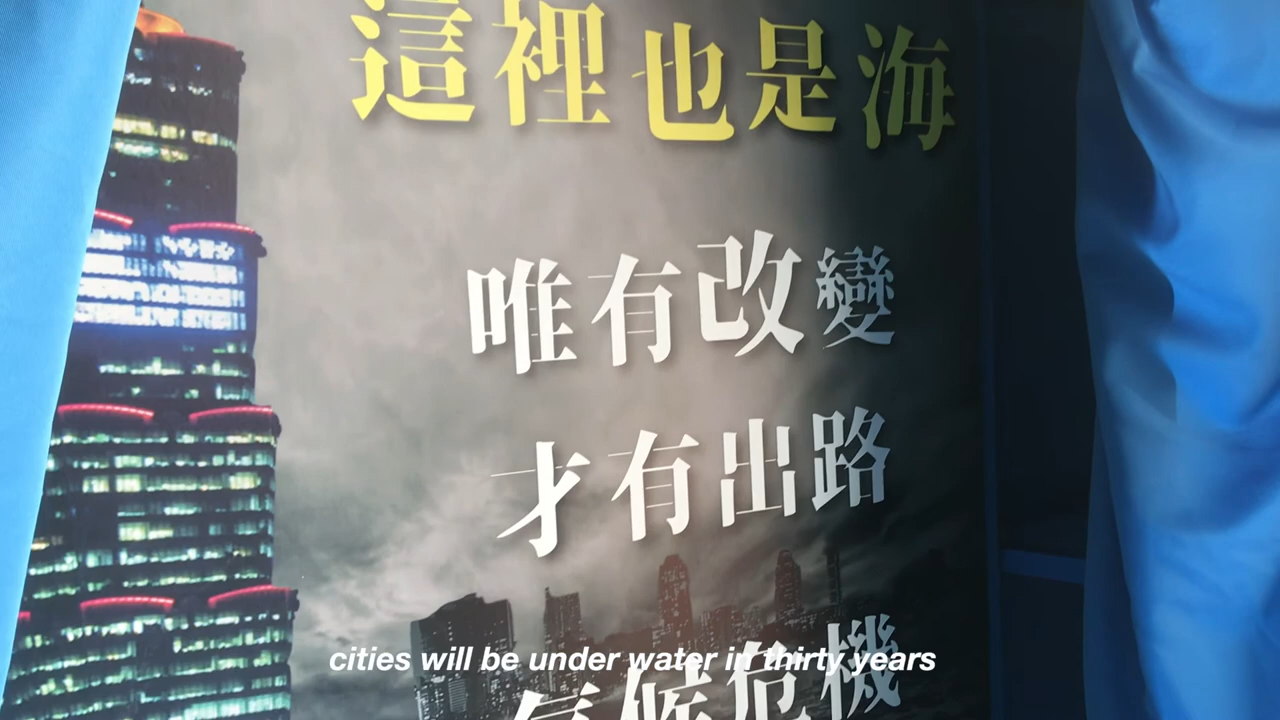 這裡也是海
唯有改變
才有出路
氣候危機
cities will be under water in thirty years